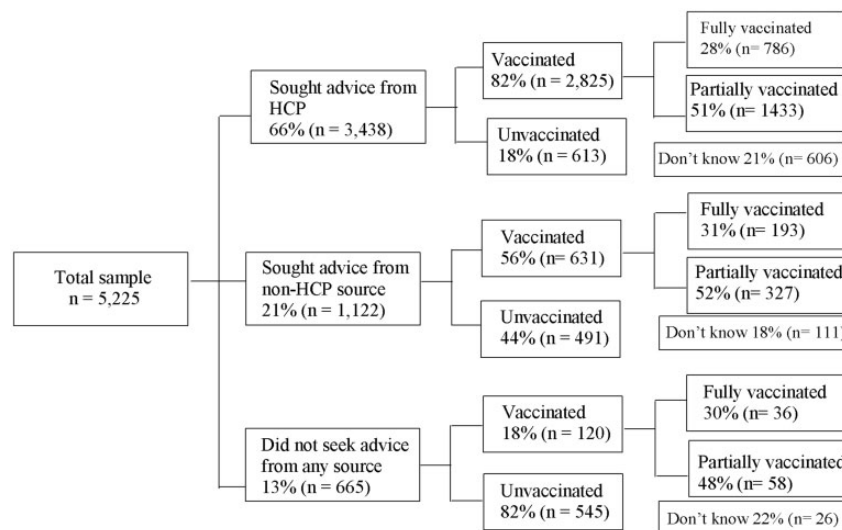 Total sample
n = 5,225
Sought advice from
HCP
66% (n = 3,438)
Vaccinated
82% (n = 2,825)
Fully vaccinated
28% (n= 786)
Partially vaccinated
51% (n= 1433)
Don’t know 21% (n= 606)
Unvaccinated
18% (n = 613)
Sought advice from
non-HCP source
21% (n = 1,122)
Vaccinated
56% (n= 631)
Fully vaccinated
31% (n= 193)
Partially vaccinated
52% (n= 327)
Don’t know 18% (n= 111)
Unvaccinated
44% (n = 491)
Did not seek advice
from any source
13% (n = 665)
Vaccinated
18% (n = 120)
Fully vaccinated
30% (n= 36)
Partially vaccinated
48% (n= 58)
Don’t know 22% (n= 26)
Unvaccinated
82% (n = 545)